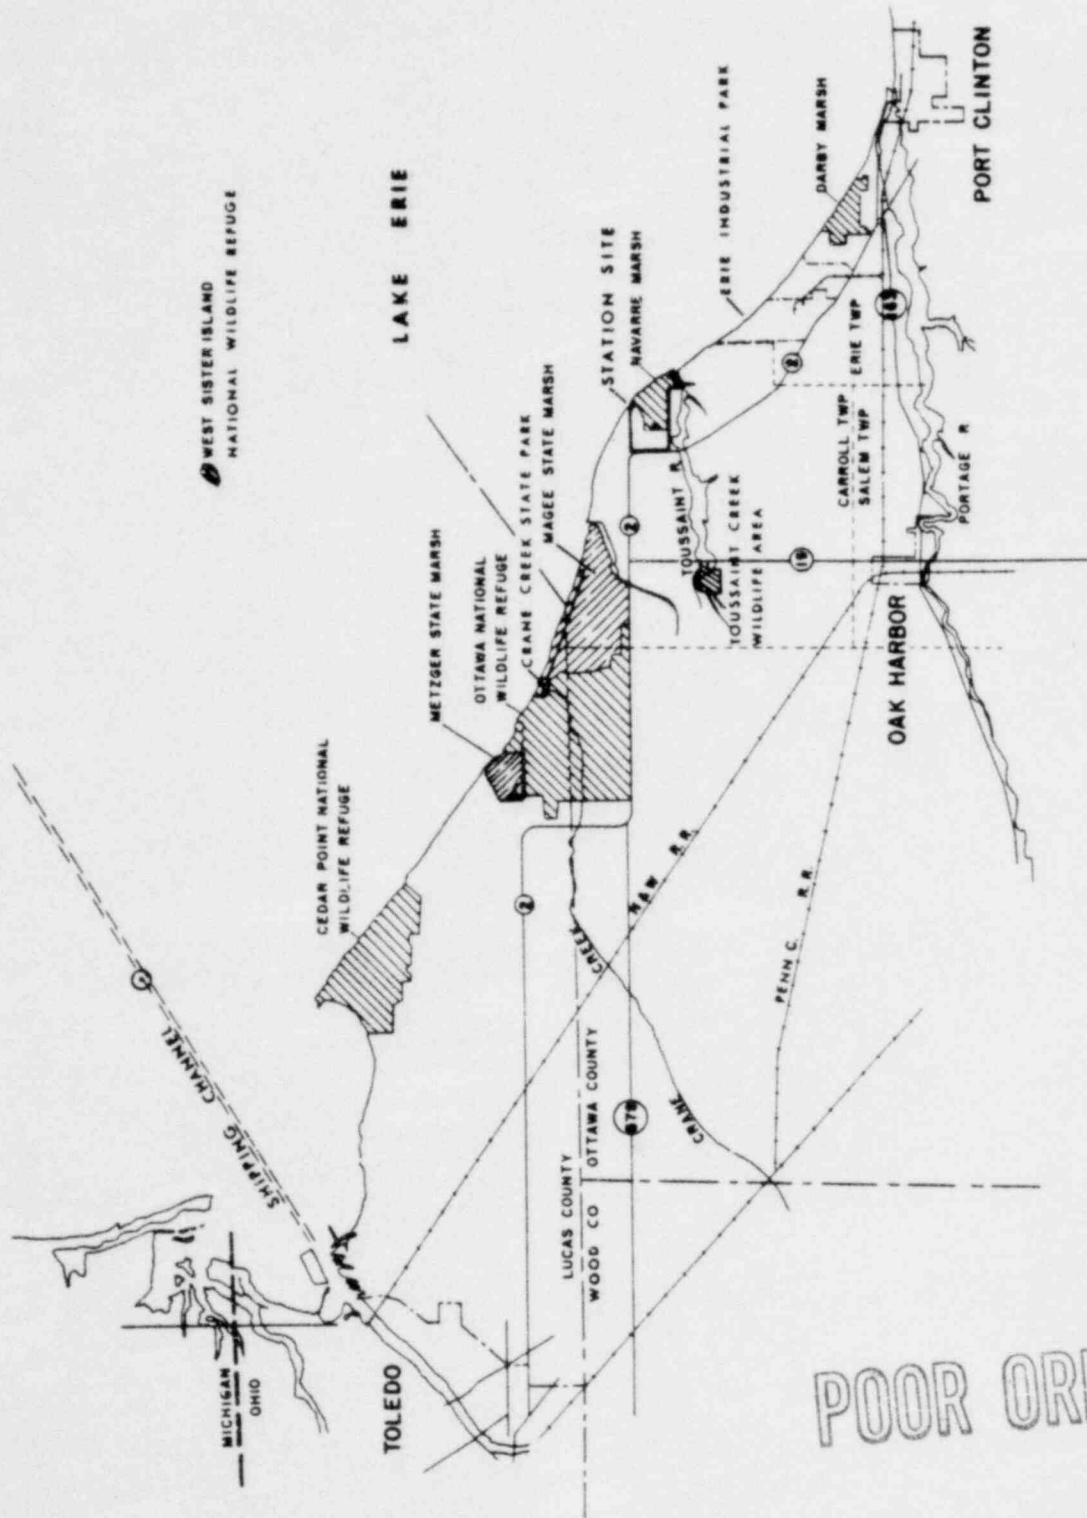 WEST SISTER ISLAND
NATIONAL WILDLIFE REFUGE
LAKE ERIE
CEDAR POINT NATIONAL
WILDLIFE REFUGE
METZGER STATE MARSH
OTTAWA NATIONAL
WILDLIFE REFUGE
CRANE CREEK STATE PARK
MAGEE STATE MARSH
STATION SITE
NAVARRE MARSH
ERIE INDUSTRIAL PARK
DARBY MARSH
PORT CLINTON
SHIPPING CHANNEL
MICHIGAN
OHIO
TOLEDO
2
2
2
LUCAS COUNTY
WOOD CO
OTTAWA COUNTY
CRANE CREEK
N&W R.R.
PENN C. R.R.
TOUSSAINT R.
TOUSSAINT CREEK
WILDLIFE AREA
19
CARROLL TWP
SALEM TWP
ERIE TWP
OAK HARBOR
PORTAGE R
POOR